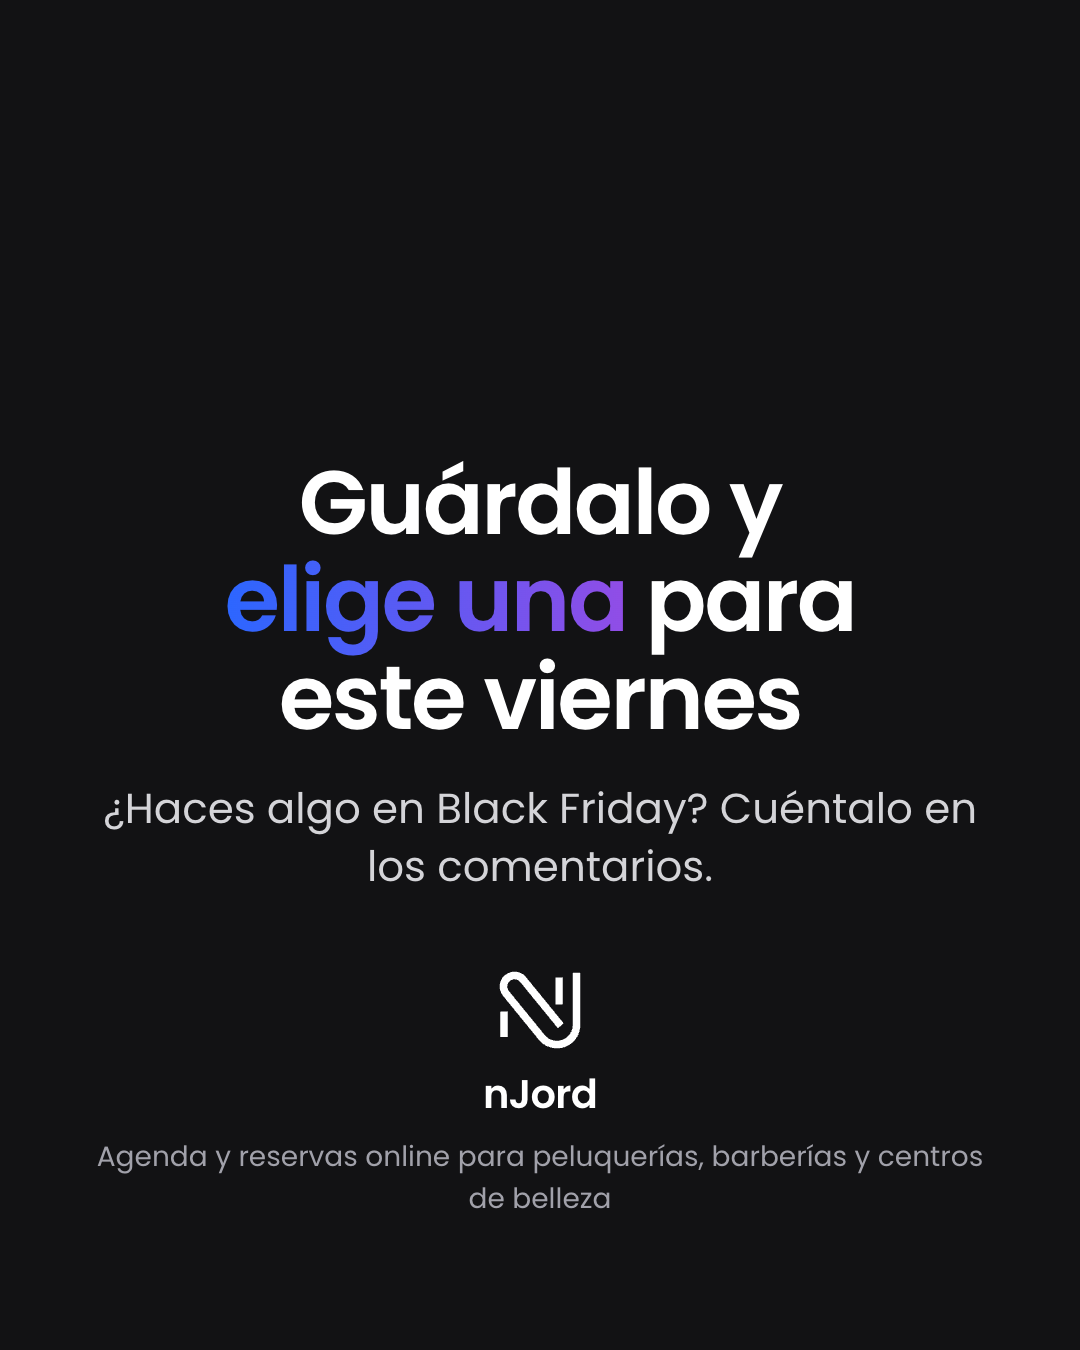 Guárdalo y
elige una para
este viernes
¿Haces algo en Black Friday? Cuéntalo en
los comentarios.
nJord
Agenda y reservas online para peluquerías, barberías y centros
de belleza